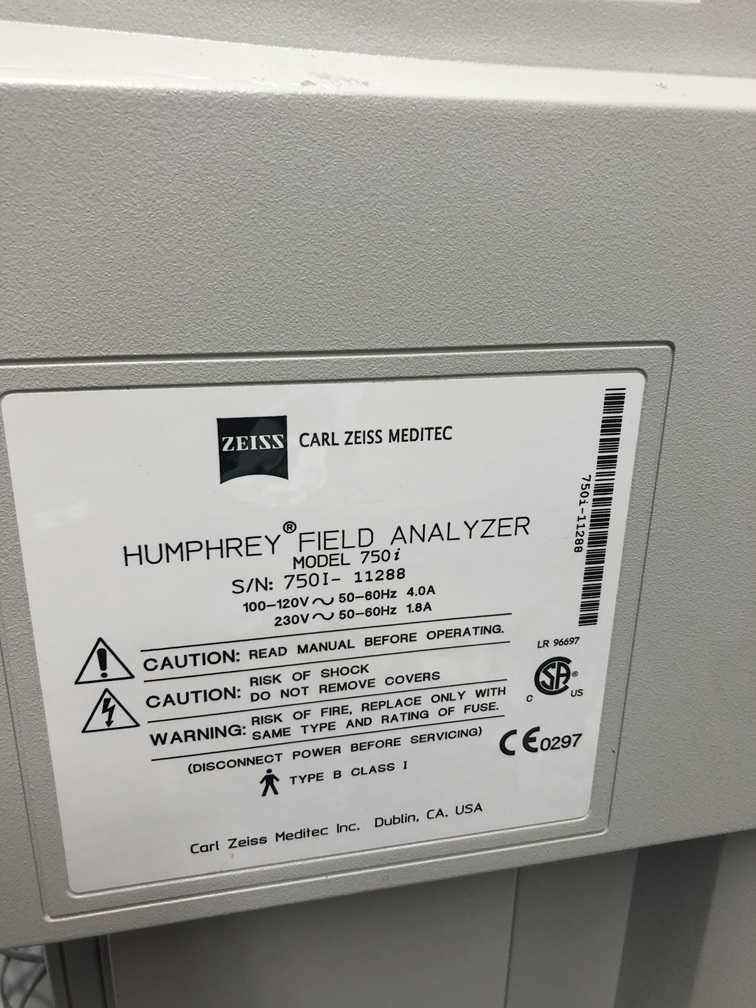 ZEISS CARL ZEISS MEDITEC
HUMPHREY® FIELD ANALYZER
MODEL 750i
S/N: 750I- 11288
100-120V ~ 50-60Hz 4.0A
230V ~ 50-60Hz 1.8A
CAUTION: READ MANUAL BEFORE OPERATING.
CAUTION: RISK OF SHOCK
DO NOT REMOVE COVERS
WARNING: RISK OF FIRE, REPLACE ONLY WITH
SAME TYPE AND RATING OF FUSE.
(DISCONNECT POWER BEFORE SERVICING)
TYPE B CLASS I
Carl Zeiss Meditec Inc. Dublin, CA. USA
750i-11288
LR 96697
C SA® US
CE0297